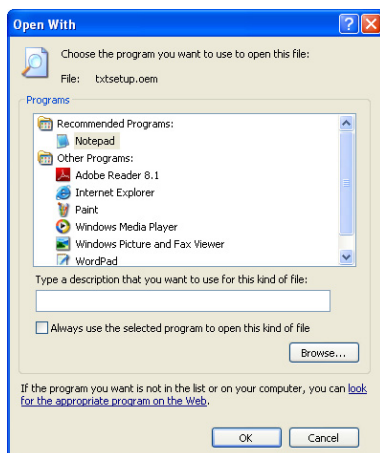 Open With
Choose the program you want to use to open this file:
File: txtsetup.oem
Programs
Recommended Programs:
Notepad
Other Programs:
Adobe Reader 8.1
Internet Explorer
Paint
Windows Media Player
Windows Picture and Fax Viewer
WordPad
Type a description that you want to use for this kind of file:
Always use the selected program to open this kind of file
Browse...
If the program you want is not in the list or on your computer, you can look
for the appropriate program on the Web.
OK Cancel